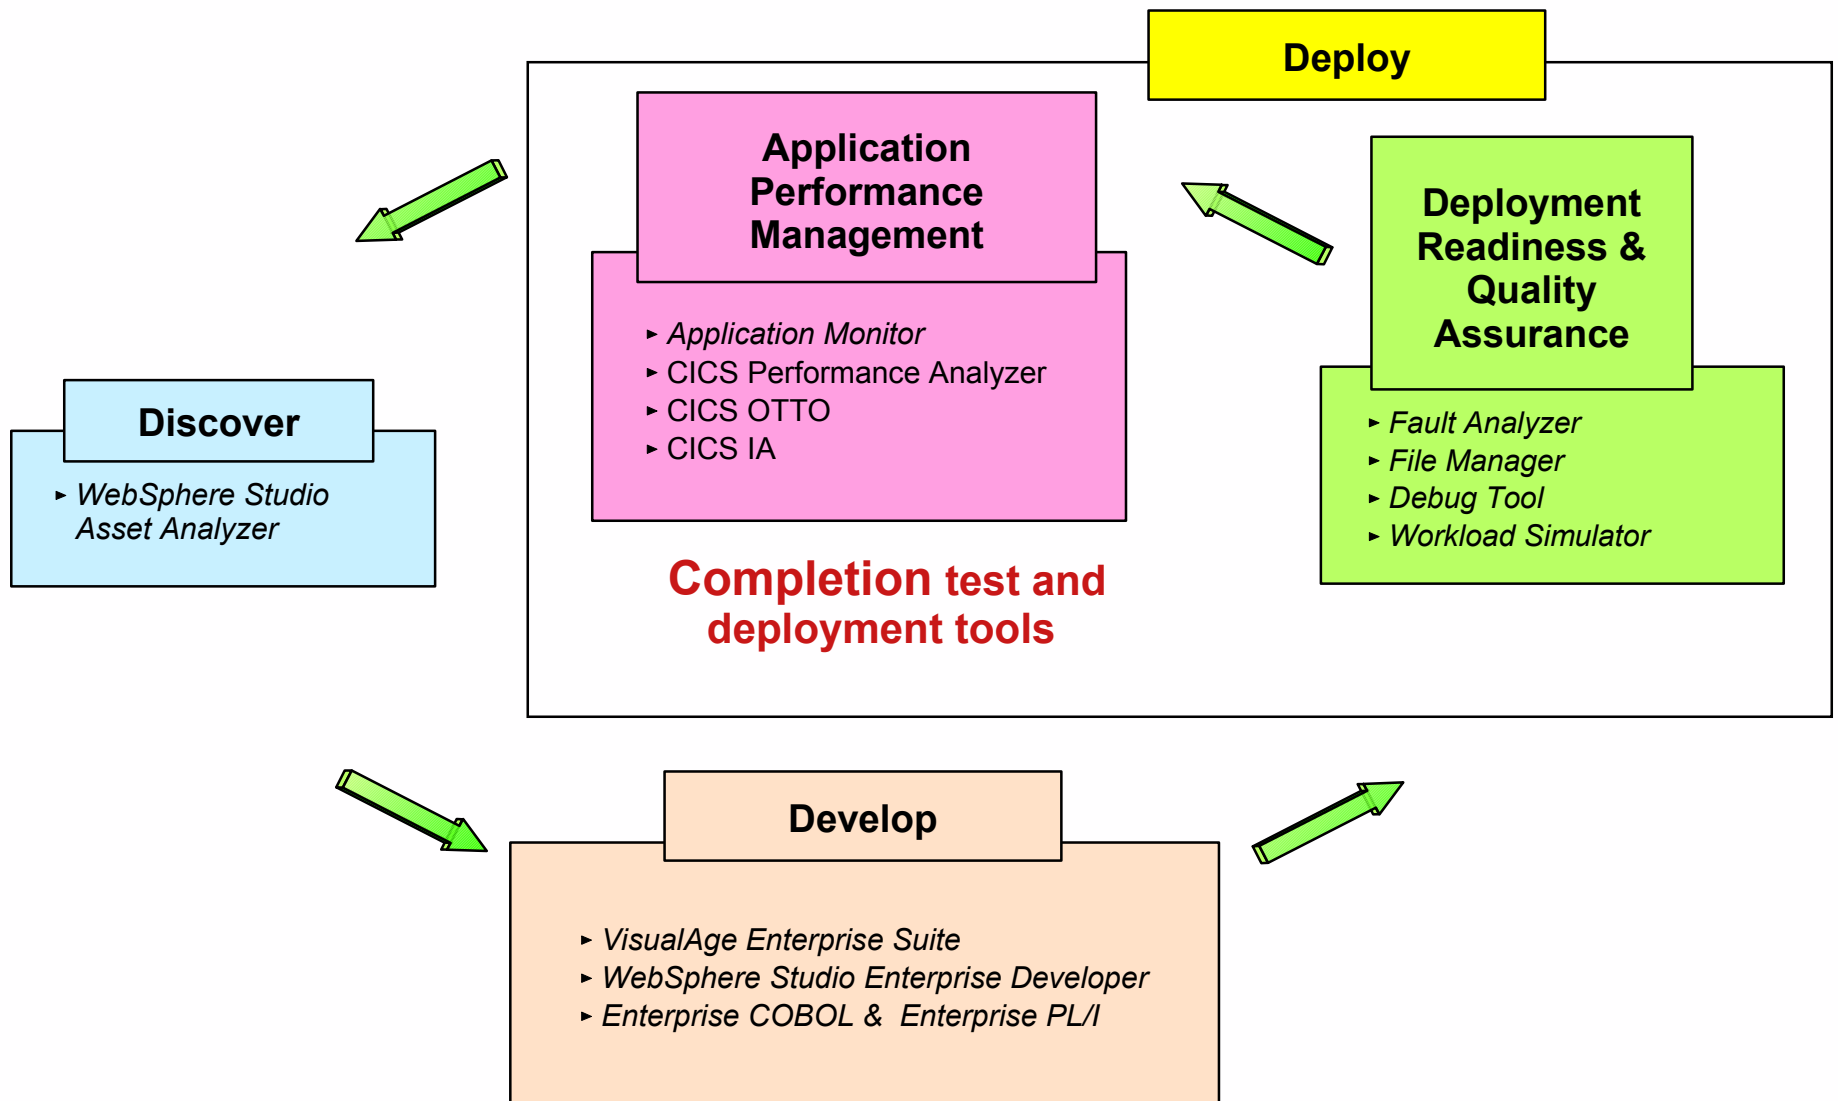 Deploy
Application
Performance
Management
► Application Monitor
► CICS Performance Analyzer
► CICS OTTO
► CICS IA
Deployment
Readiness &
Quality
Assurance
► Fault Analyzer
► File Manager
► Debug Tool
► Workload Simulator
Discover
► WebSphere Studio
Asset Analyzer
Completion test and
deployment tools
Develop
► VisualAge Enterprise Suite
► WebSphere Studio Enterprise Developer
► Enterprise COBOL & Enterprise PL/I